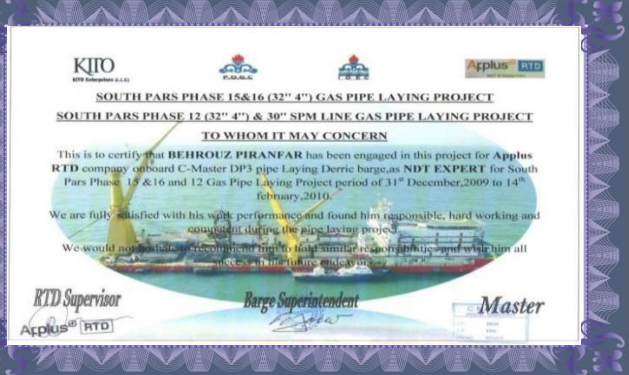 KITO
KITO Enterprises (L.L.C)
P.O.G.C
Applus RTD
SOUTH PARS PHASE 15&16 (32'' 4'') GAS PIPE LAYING PROJECT
SOUTH PARS PHASE 12 (32'' 4'') & 30'' SPM LINE GAS PIPE LAYING PROJECT
TO WHOM IT MAY CONCERN
This is to certify that BEHROUZ PIRANFAR has been engaged in this project for Applus
RTD company onboard C-Master DP3 pipe Laying Derric barge,as NDT EXPERT for South
Pars Phase 15 &16 and 12 Gas Pipe Laying Project period of 31st December,2009 to 14th
february,2010.
We are fully satisfied with his work performance and found him responsible, hard working and
competent during the pipe laying project
We would not hesitate to recommend him to hold similar responsibilities and wish him all
success in his future endeavors
RTD Supervisor
Barge Superintendent
Master
Applus RTD